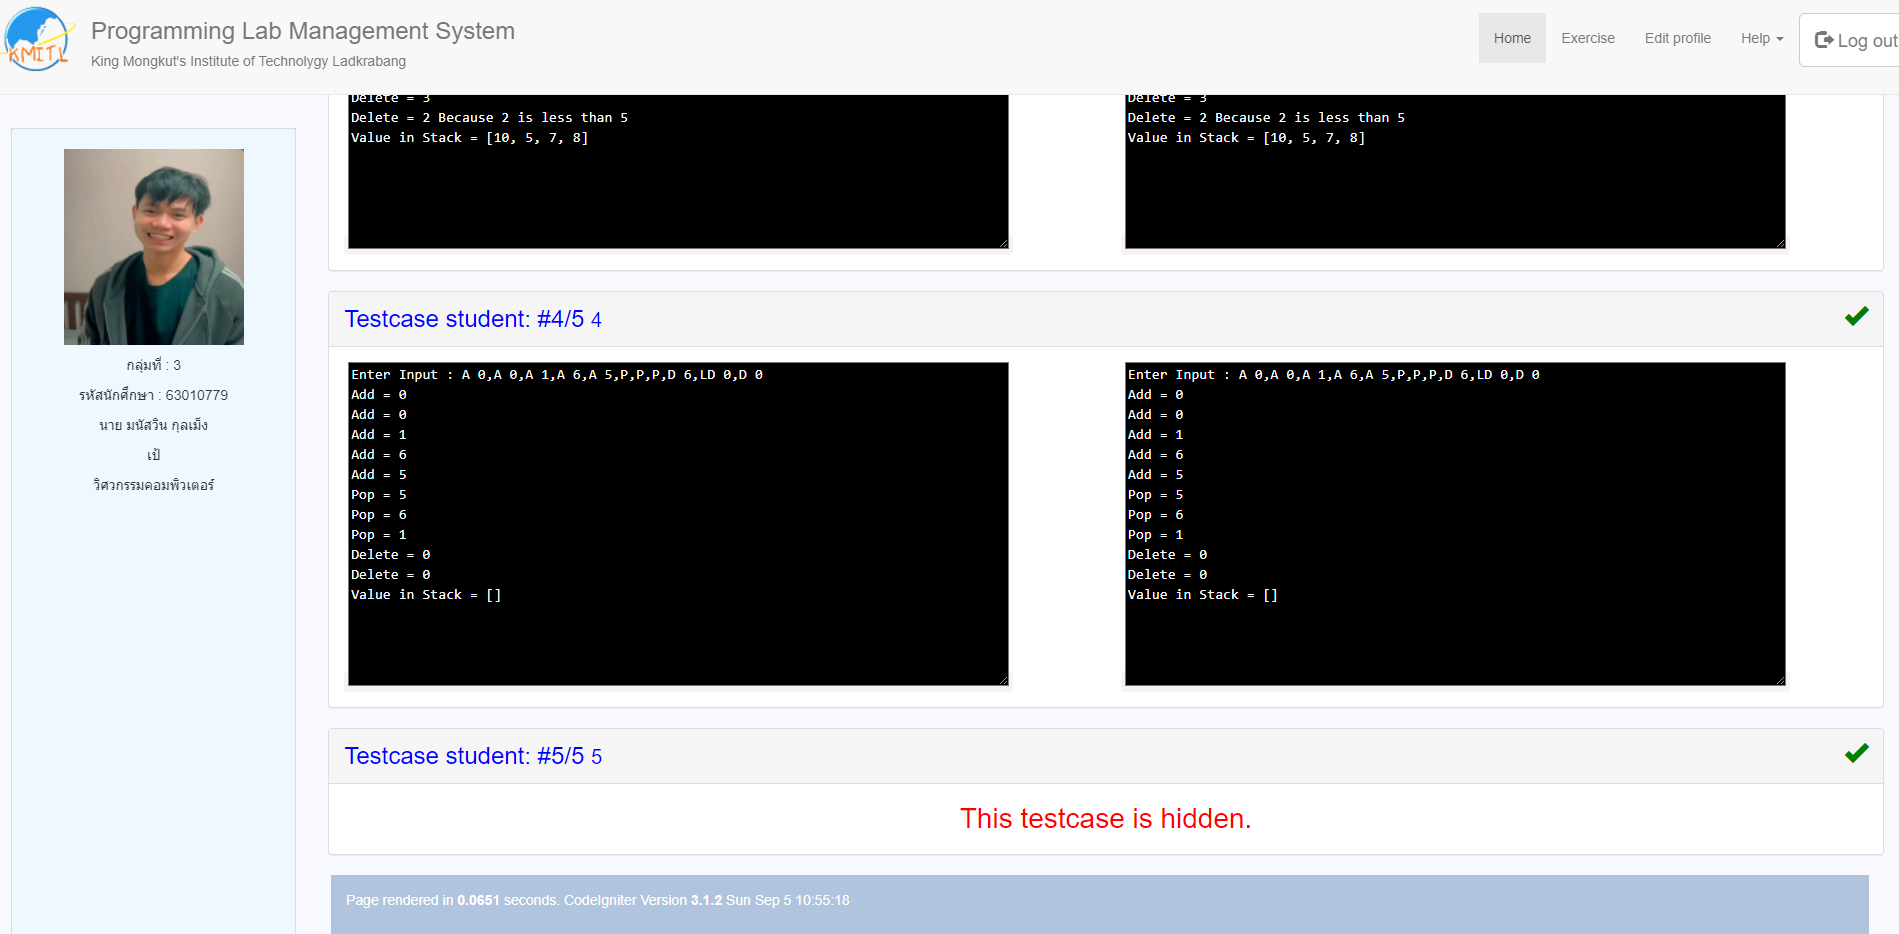 KMITL
Programming Lab Management System
King Mongkut's Institute of Technolygy Ladkrabang
Home
Exercise
Edit profile
Help
Log out
กลุ่มที่ : 3
รหัสนักศึกษา : 63010779
นาย มนัสวิน กุลเม็ง
เป้
วิศวกรรมคอมพิวเตอร์
Delete = 3
Delete = 2 Because 2 is less than 5
Value in Stack = [10, 5, 7, 8]
Delete = 3
Delete = 2 Because 2 is less than 5
Value in Stack = [10, 5, 7, 8]
Testcase student: #4/5 4
Enter Input : A 0,A 0,A 1,A 6,A 5,P,P,P,D 6,LD 0,D 0
Add = 0
Add = 0
Add = 1
Add = 6
Add = 5
Pop = 5
Pop = 6
Pop = 1
Delete = 0
Delete = 0
Value in Stack = []
Enter Input : A 0,A 0,A 1,A 6,A 5,P,P,P,D 6,LD 0,D 0
Add = 0
Add = 0
Add = 1
Add = 6
Add = 5
Pop = 5
Pop = 6
Pop = 1
Delete = 0
Delete = 0
Value in Stack = []
Testcase student: #5/5 5
This testcase is hidden.
Page rendered in 0.0651 seconds. CodeIgniter Version 3.1.2 Sun Sep 5 10:55:18